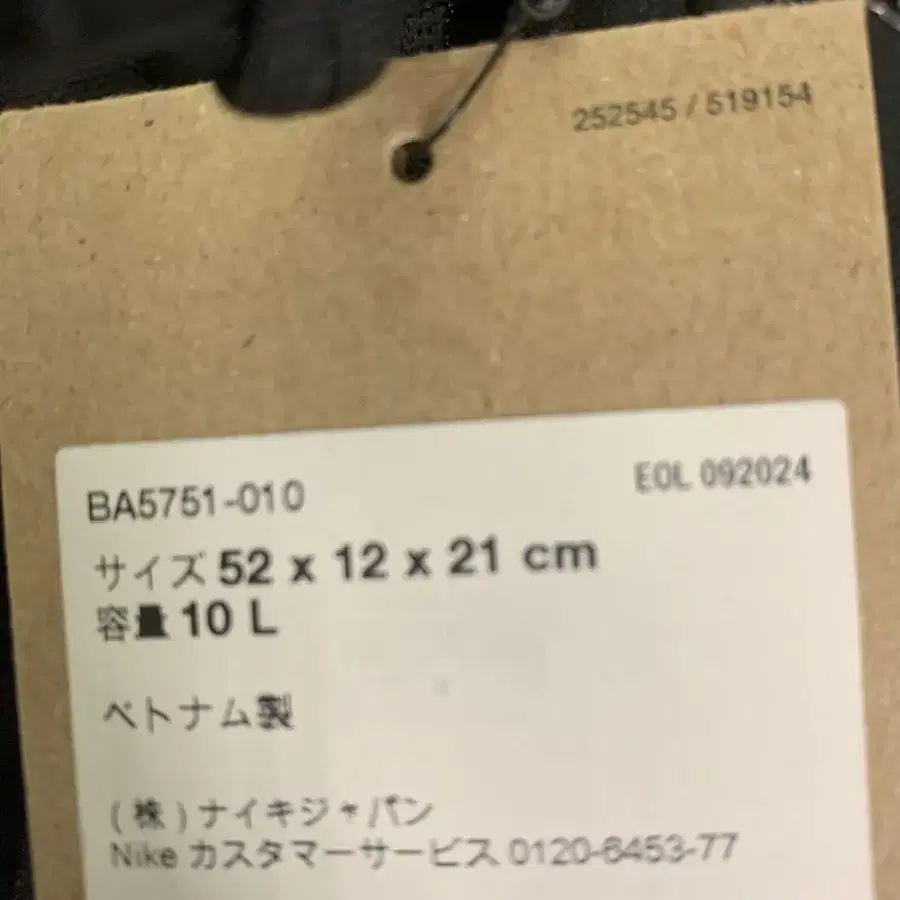 252545 / 519154
BA5751-010
EOL 092024
サイズ 52 x 12 x 21 cm
容量 10 L
ベトナム製
(株)ナイキジャパン
Nike カスタマーサービス 0120-6453-77